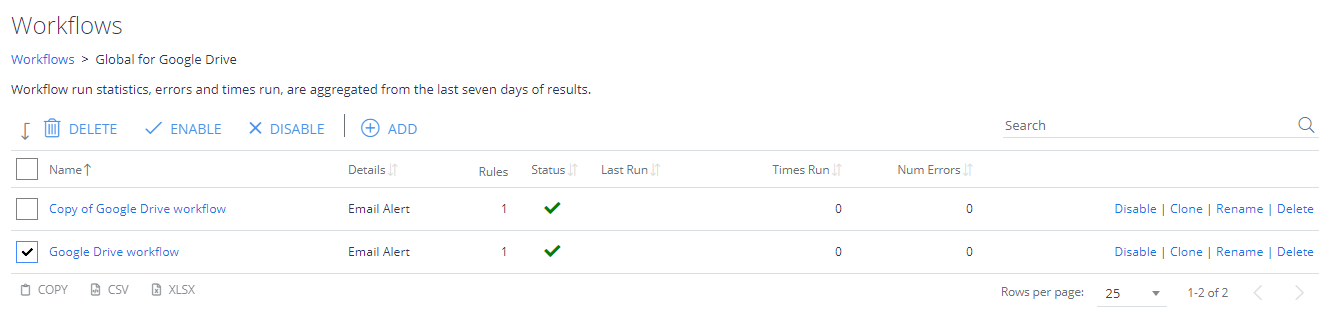 Workflows
Workflows > Global for Google Drive
Workflow run statistics, errors and times run, are aggregated from the last seven days of results.
DELETE ENABLE DISABLE ADD Search
Name Details Rules Status Last Run Times Run Num Errors
Copy of Google Drive workflow Email Alert 1 0 0 Disable | Clone | Rename | Delete
Google Drive workflow Email Alert 1 0 0 Disable | Clone | Rename | Delete
COPY CSV XLSX Rows per page: 25 1-2 of 2